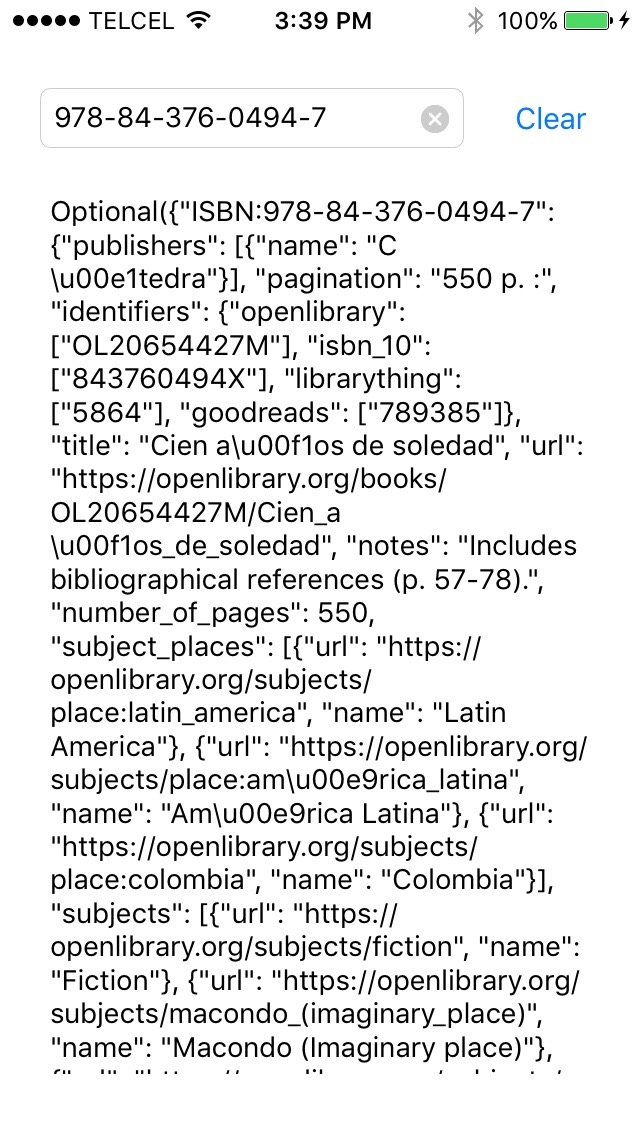 TELCEL 3:39 PM 100%
978-84-376-0494-7 Clear
Optional({"ISBN:978-84-376-0494-7":
{"publishers": [{"name": "C
\u00e1tedra"}], "pagination": "550 p. :",
"identifiers": {"openlibrary":
["OL20654427M"], "isbn_10":
["843760494X"], "librarything":
["5864"], "goodreads": ["789385"]},
"title": "Cien a\u00f1os de soledad", "url":
"https://openlibrary.org/books/
OL20654427M/Cien_a
\u00f1os_de_soledad", "notes": "Includes
bibliographical references (p. 57-78).",
"number_of_pages": 550,
"subject_places": [{"url": "https://
openlibrary.org/subjects/
place:latin_america", "name": "Latin
America"}, {"url": "https://openlibrary.org/
subjects/place:am\u00e9rica_latina",
"name": "Am\u00e9rica Latina"}, {"url":
"https://openlibrary.org/subjects/
place:colombia", "name": "Colombia"}],
"subjects": [{"url": "https://
openlibrary.org/subjects/fiction", "name":
"Fiction"}, {"url": "https://openlibrary.org/
subjects/macondo_(imaginary_place)",
"name": "Macondo (Imaginary place)"},